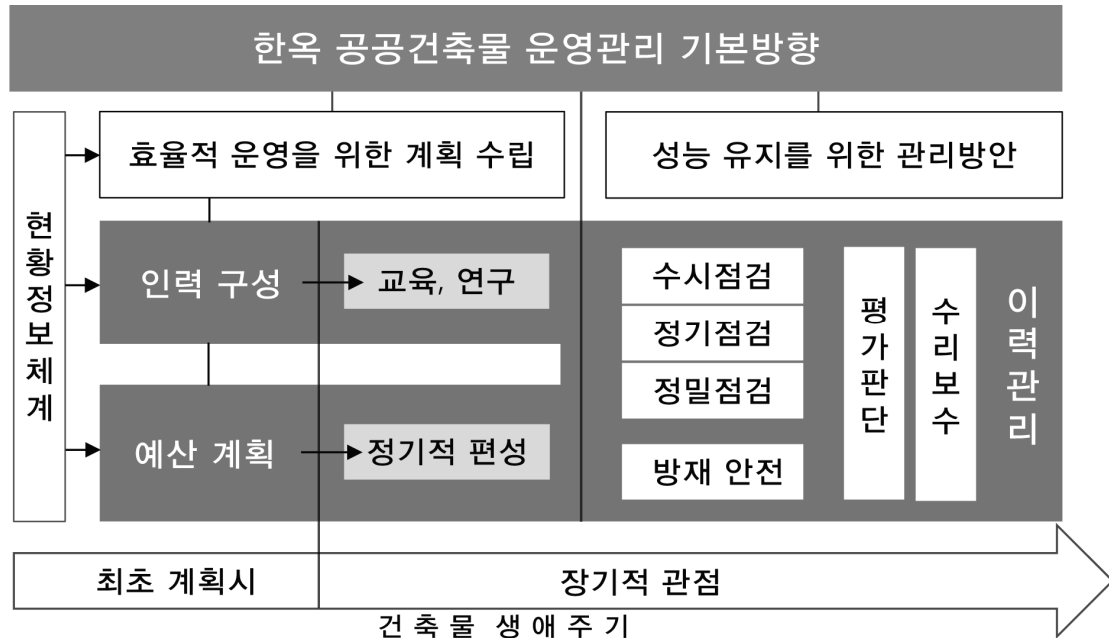 한옥 공공건축물 운영관리 기본방향
현황정보체계
효율적 운영을 위한 계획 수립
성능 유지를 위한 관리방안
인력 구성
교육, 연구
예산 계획
정기적 편성
수시점검
정기점검
정밀점검
방재 안전
평가판단
수리보수
이력관리
최초 계획시
장기적 관점
건축물 생애주기